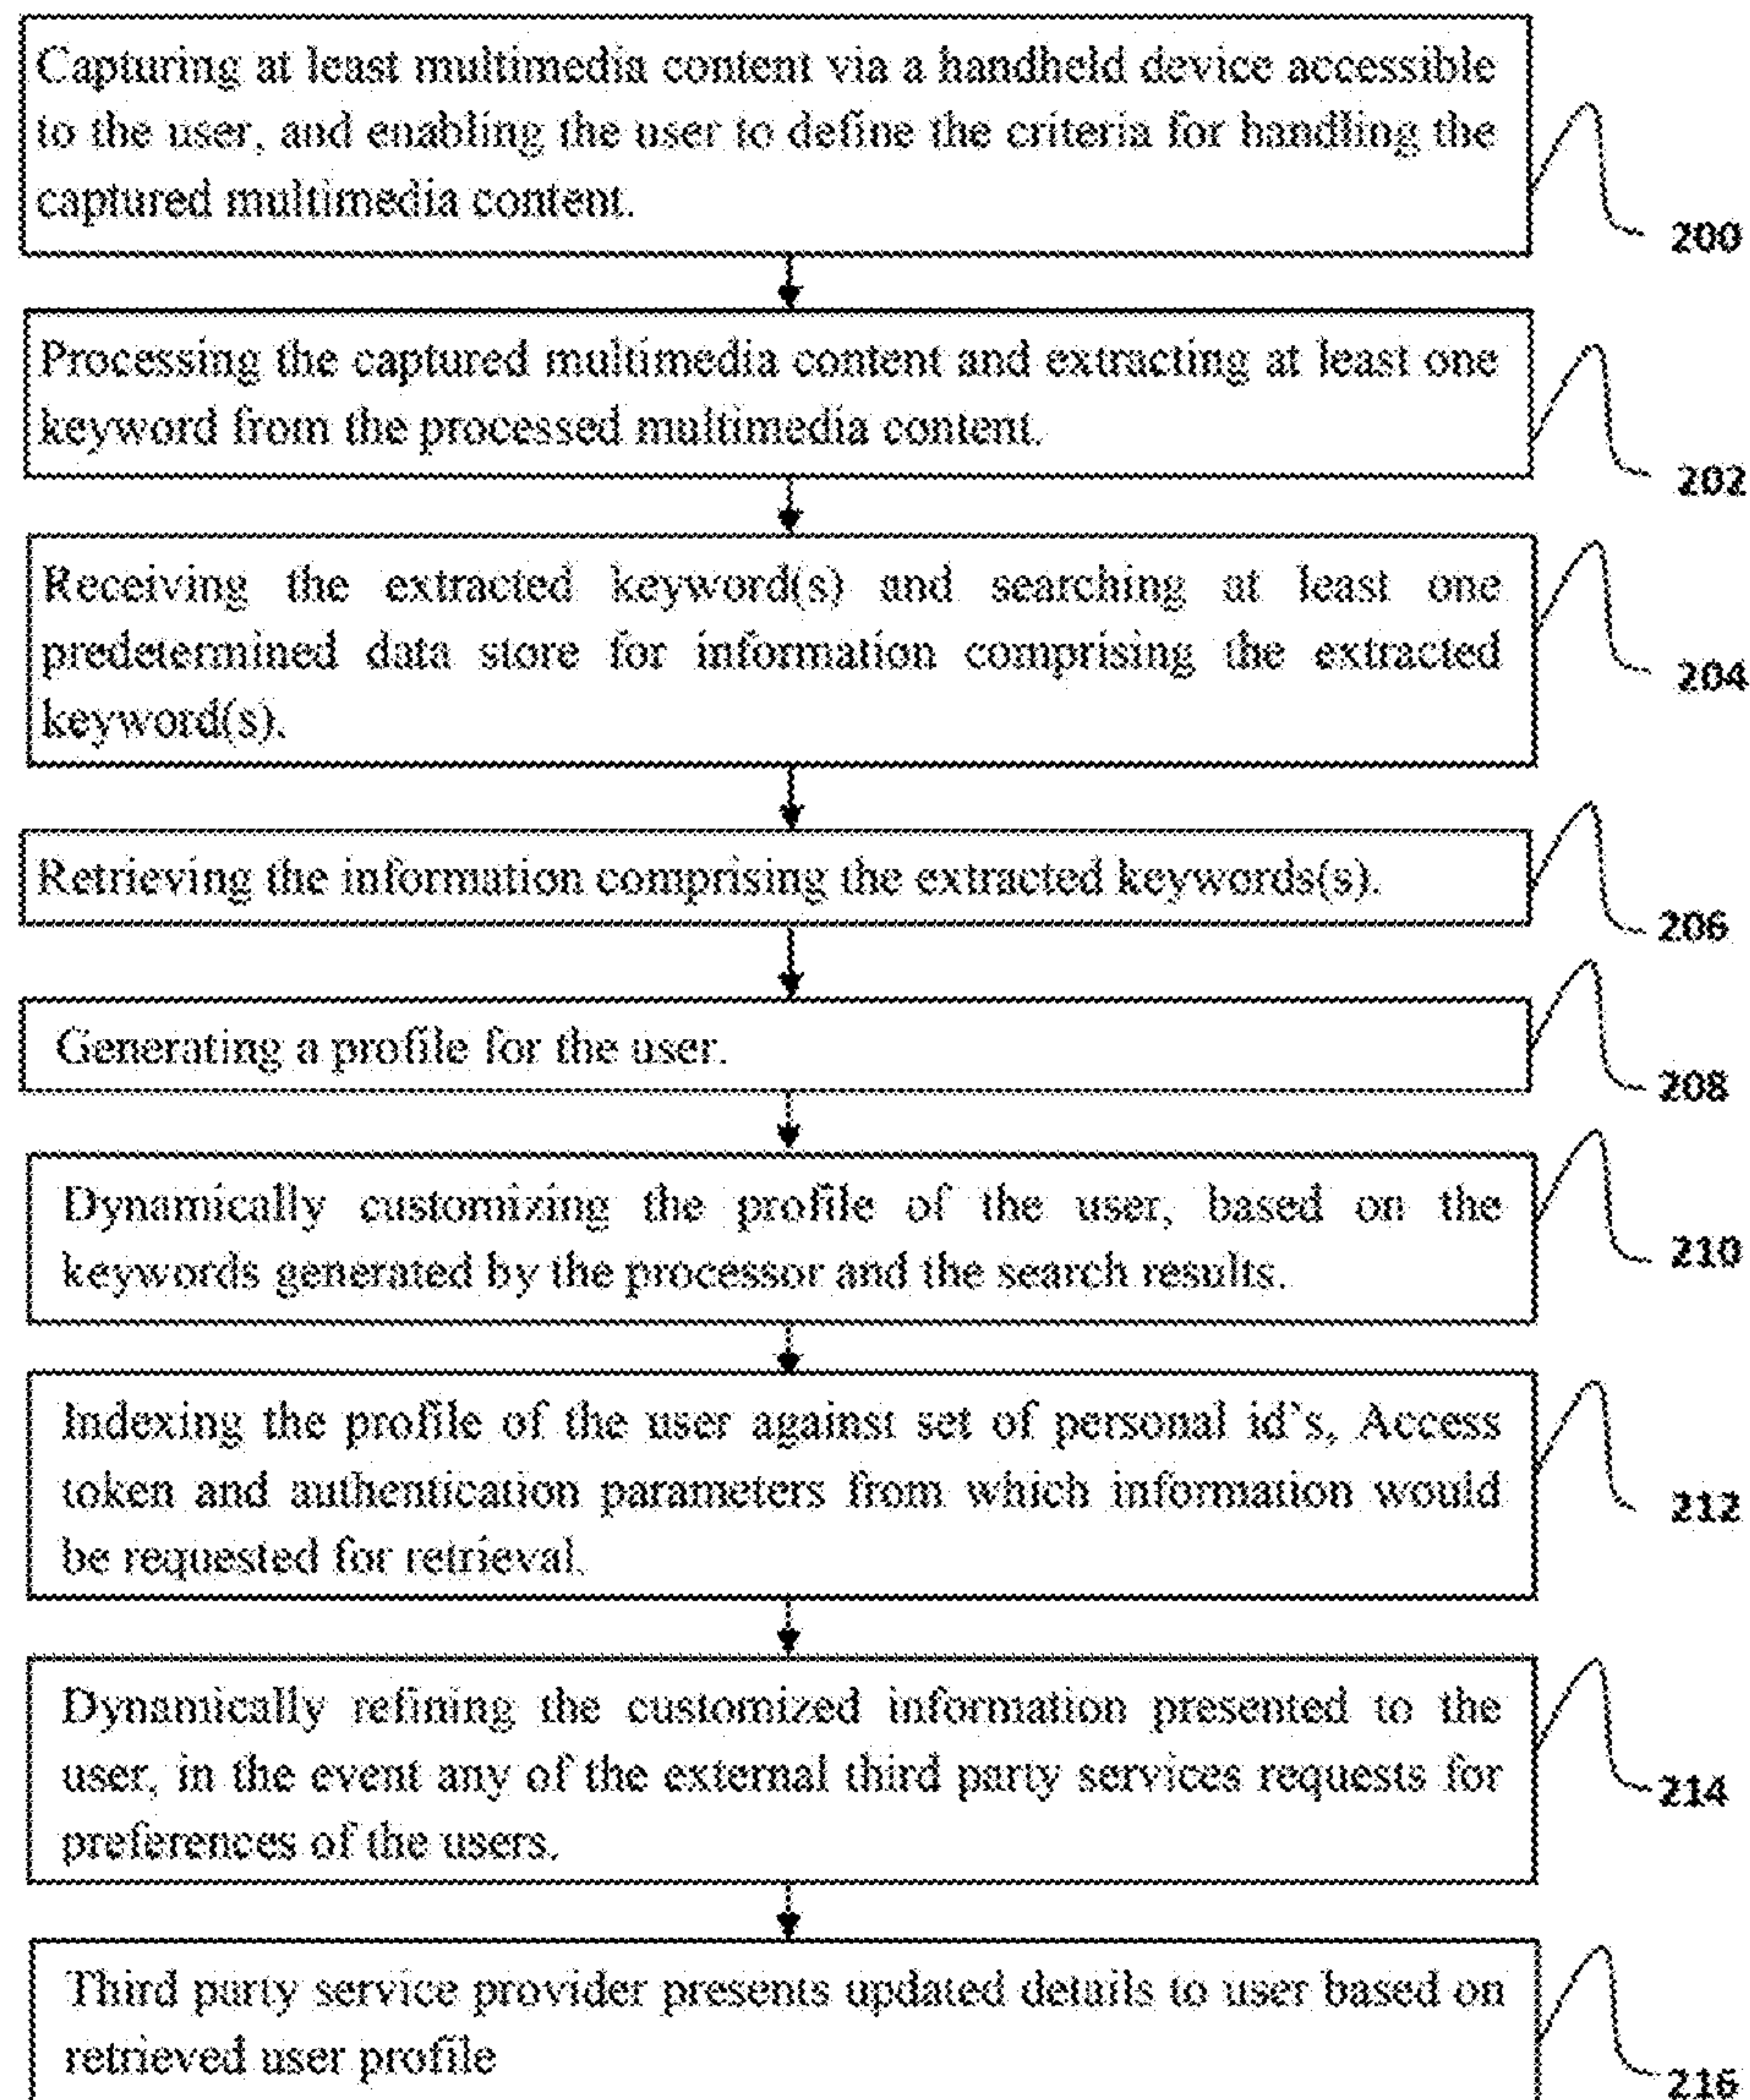 Capturing at least multimedia content via a handheld device accessible
to the user, and enabling the user to define the criteria for handling the
captured multimedia content.
200
Processing the captured multimedia content and extracting at least one
keyword from the processed multimedia content.
202
Receiving the extracted keyword(s) and searching at least one
predetermined data store for information comprising the extracted
keyword(s).
204
Retrieving the information comprising the extracted keywords(s).
206
Generating a profile for the user.
208
Dynamically customizing the profile of the user, based on the
keywords generated by the processor and the search results.
210
Indexing the profile of the user against set of personal id's, Access
token and authentication parameters from which information would
be requested for retrieval.
212
Dynamically refining the customized information presented to the
user, in the event any of the external third party services requests for
preferences of the users.
214
Third party service provider presents updated details to user based on
retrieved user profile
216